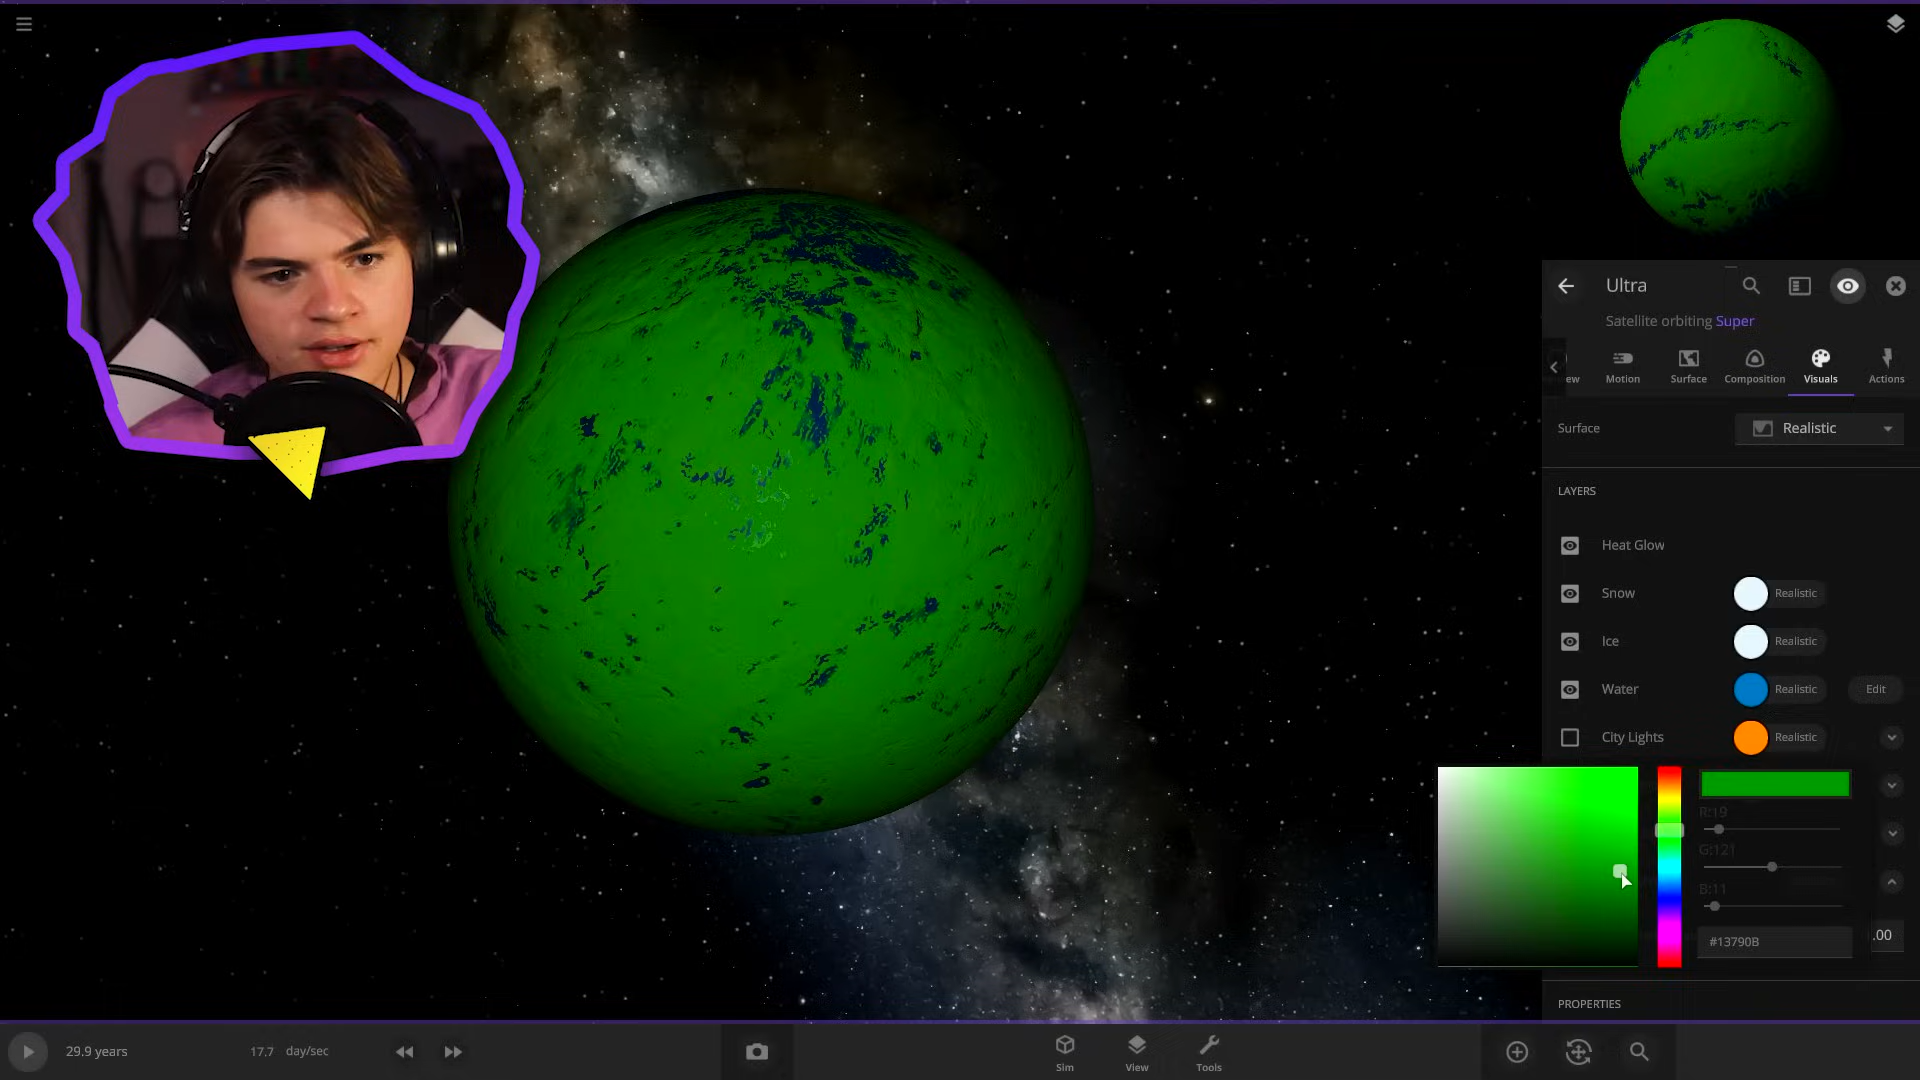 Ultra
Satellite orbiting Super
ew Motion Surface Composition Visuals Actions
Surface Realistic
LAYERS
Heat Glow
Snow Realistic
Ice Realistic
Water Realistic Edit
City Lights Realistic
R:19
G:121
B:11
#13790B .00
PROPERTIES
29.9 years 17.7 day/sec
Sim View Tools